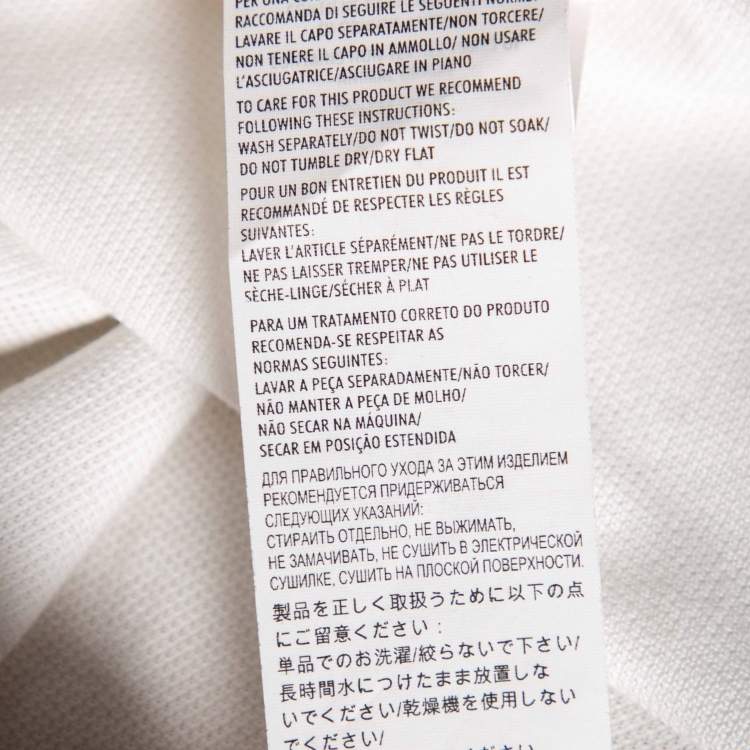 PER UNA
RACCOMANDA DI SEGUIRE LE SEGUENTI NORME:
LAVARE IL CAPO SEPARATAMENTE/NON TORCERE/
NON TENERE IL CAPO IN AMMOLLO/ NON USARE
L'ASCIUGATRICE/ASCIUGARE IN PIANO
TO CARE FOR THIS PRODUCT WE RECOMMEND
FOLLOWING THESE INSTRUCTIONS:
WASH SEPARATELY/DO NOT TWIST/DO NOT SOAK/
DO NOT TUMBLE DRY/DRY FLAT
POUR UN BON ENTRETIEN DU PRODUIT IL EST
RECOMMANDÉ DE RESPECTER LES RÈGLES
SUIVANTES:
LAVER L'ARTICLE SÉPARÉMENT/NE PAS LE TORDRE/
NE PAS LAISSER TREMPER/NE PAS UTILISER LE
SÈCHE-LINGE/SÉCHER À PLAT
PARA UM TRATAMENTO CORRETO DO PRODUTO
RECOMENDA-SE RESPEITAR AS
NORMAS SEGUINTES:
LAVAR A PEÇA SEPARADAMENTE/NÃO TORCER/
NÃO MANTER A PEÇA DE MOLHO/
NÃO SECAR NA MÁQUINA/
SECAR EM POSIÇÃO ESTENDIDA
ДЛЯ ПРАВИЛЬНОГО УХОДА ЗА ЭТИМ ИЗДЕЛИЕМ
РЕКОМЕНДУЕТСЯ ПРИДЕРЖИВАТЬСЯ
СЛЕДУЮЩИХ УКАЗАНИЙ:
СТИРАИТЬ ОТДЕЛЬНО, НЕ ВЫЖИМАТЬ,
НЕ ЗАМАЧИВАТЬ, НЕ СУШИТЬ В ЭЛЕКТРИЧЕСКОЙ
СУШИЛКЕ, СУШИТЬ НА ПЛОСКОЙ ПОВЕРХНОСТИ.
製品を正しく取扱うために以下の点
にご留意ください:
単品でのお洗濯/絞らないで下さい/
長時間水につけたまま放置しな
いでください/乾燥機を使用しない
でください/
ください